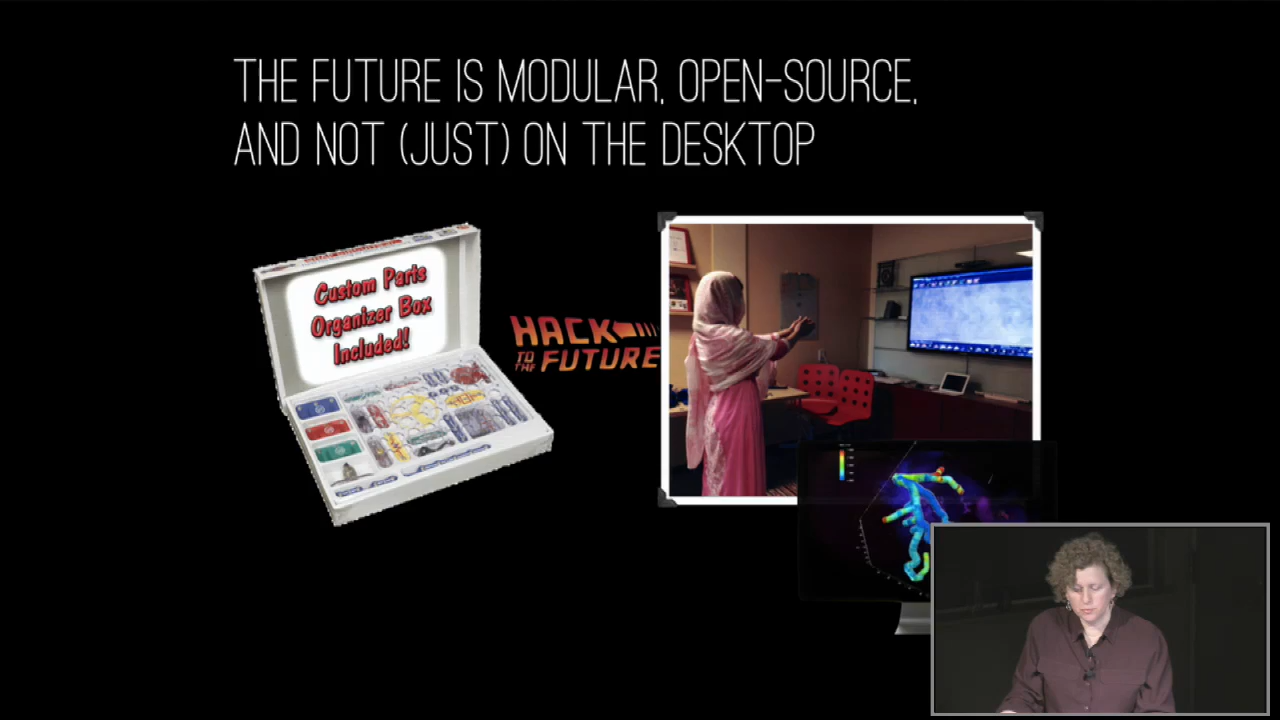 THE FUTURE IS MODULAR, OPEN-SOURCE,
AND NOT (JUST) ON THE DESKTOP
Custom Parts
Organizer Box
Included!
HACK
TO THE FUTURE